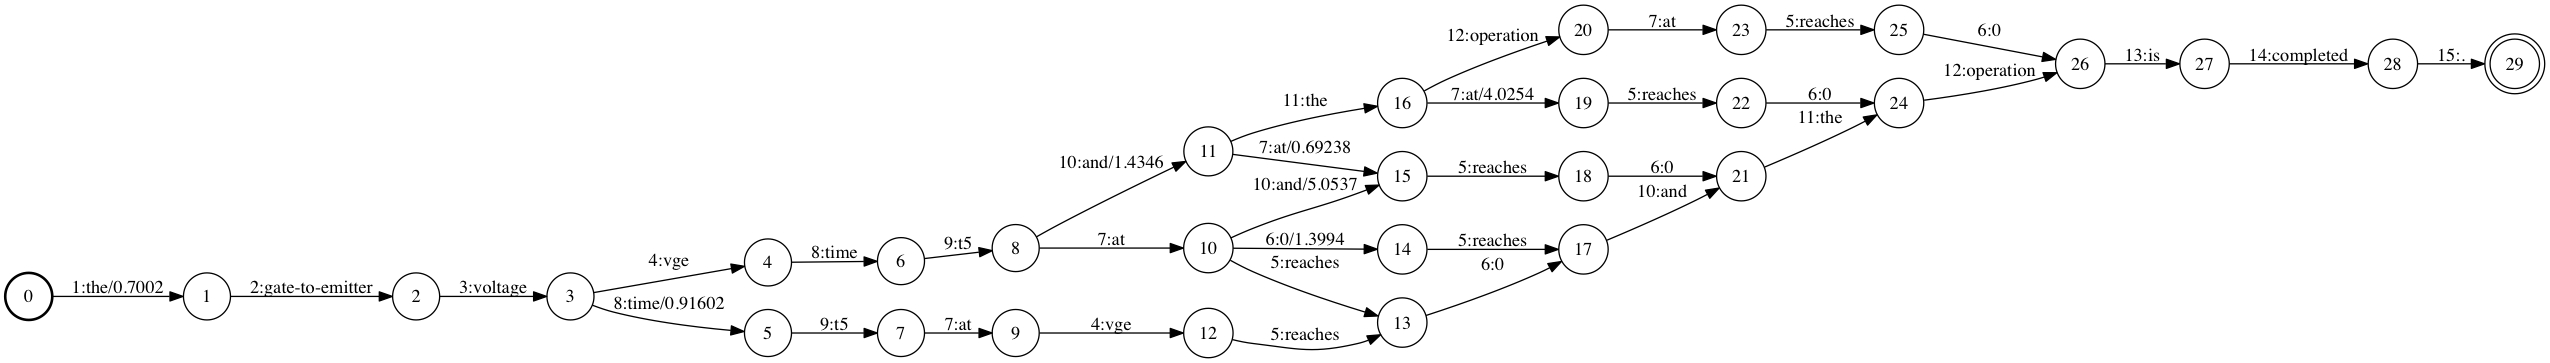 0
1:the/0.7002
1
2:gate-to-emitter
2
3:voltage
3
4:vge
8:time/0.91602
4
8:time
6
9:t5
5
9:t5
7
7:at
9
4:vge
12
5:reaches
8
10:and/1.4346
7:at
11
11:the
7:at/0.69238
10
10:and/5.0537
6:0/1.3994
5:reaches
16
12:operation
7:at/4.0254
15
5:reaches
14
5:reaches
13
6:0
20
7:at
23
5:reaches
25
6:0
19
5:reaches
22
6:0
18
6:0
17
10:and
21
11:the
24
12:operation
26
13:is
27
14:completed
28
15:.
29